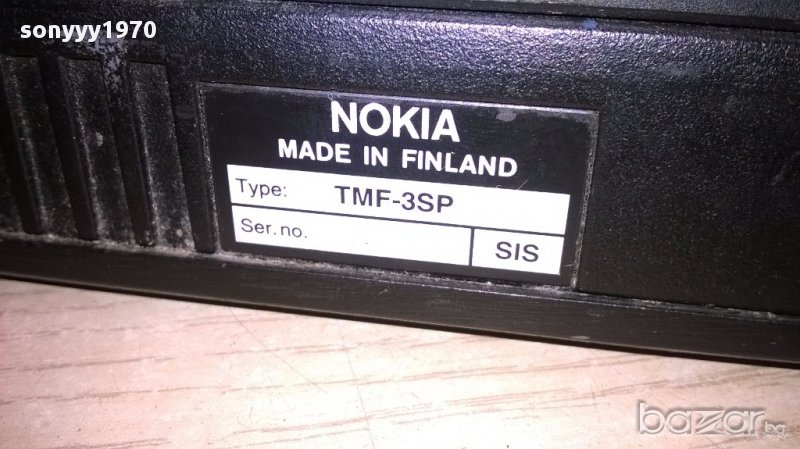 sonyyy1970
NOKIA
MADE IN FINLAND
Type: TMF-3SP
Ser.no. SIS
bazar.bg